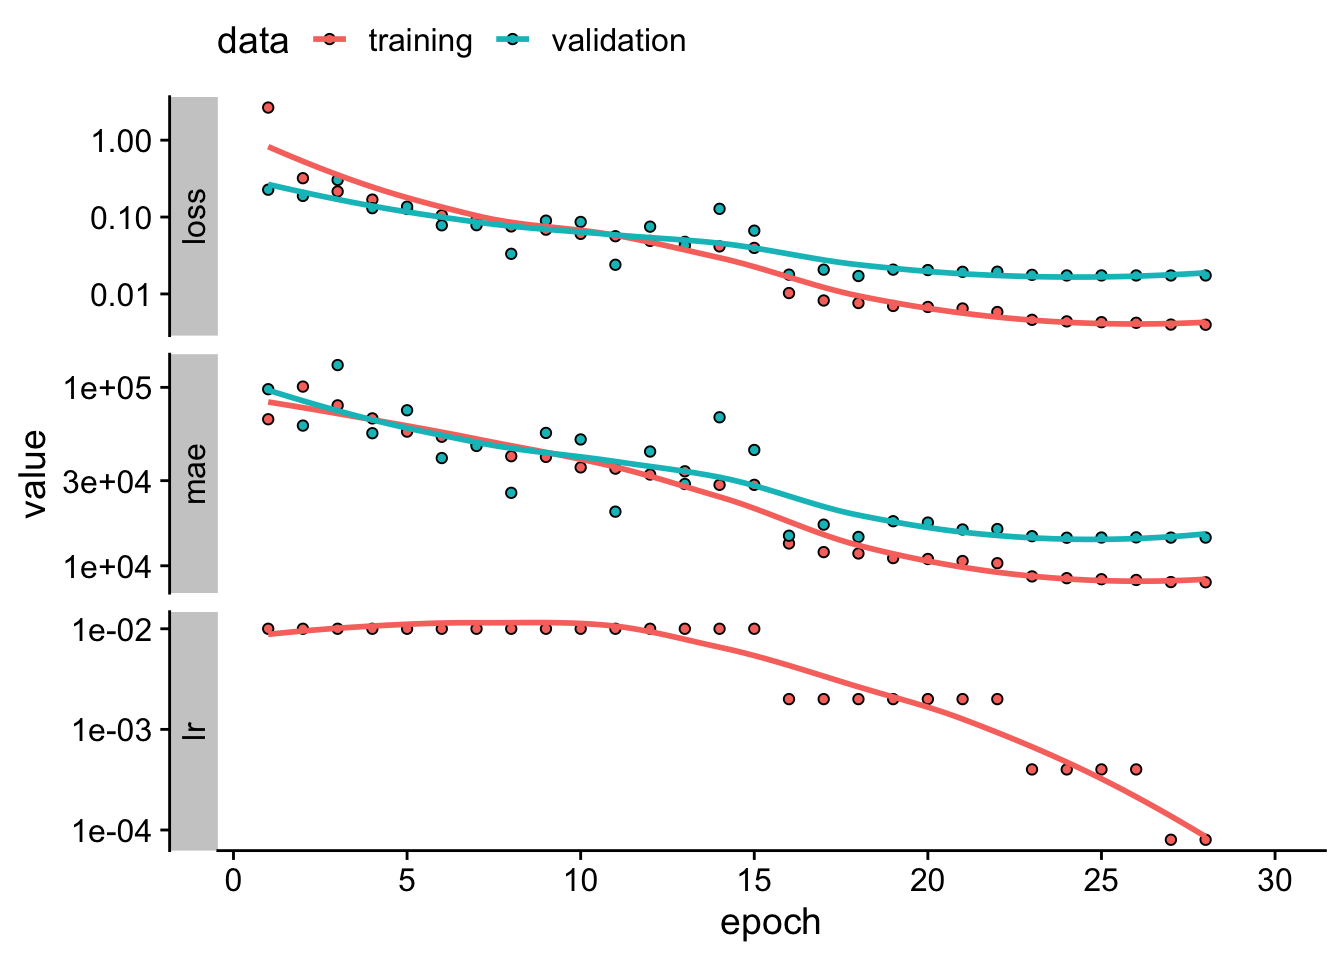 data training validation
1.00
0.10
0.01
loss
1e+05
3e+04
1e+04
mae
1e-02
1e-03
1e-04
lr
value
0 5 10 15 20 25 30
epoch